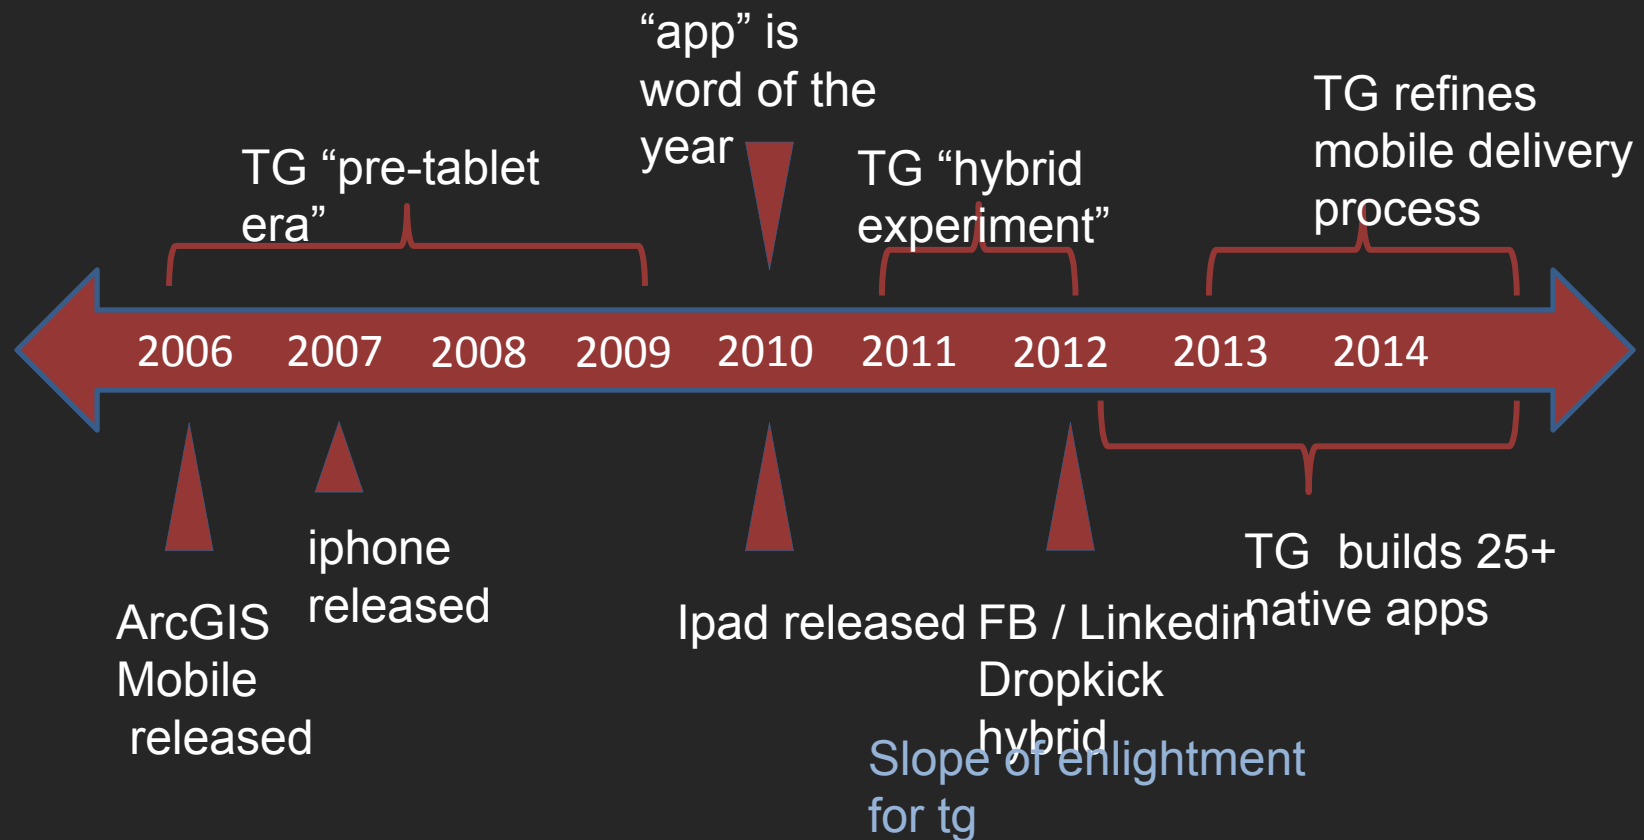 “app” is
word of the
year
TG “pre-tablet
era”
TG “hybrid
experiment”
TG refines
mobile delivery
process
2006 2007 2008 2009 2010 2011 2012 2013 2014
ArcGIS
Mobile
released
iphone
released
Ipad released
FB / Linkedin
Dropkick
hybrid
TG  builds 25+
native apps
Slope of enlightment
for tg